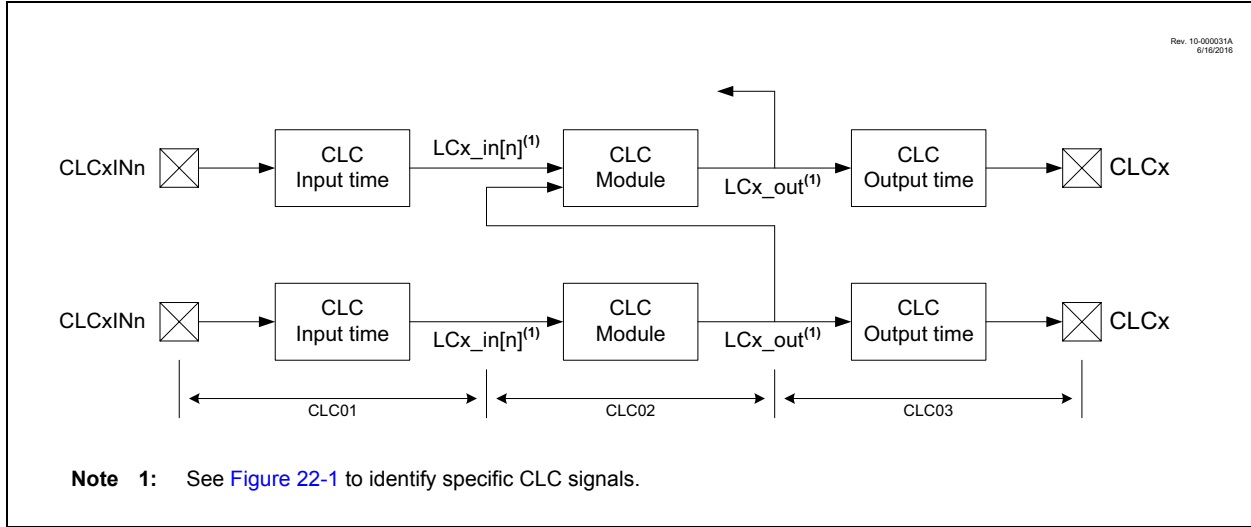 Rev. 10-000031A
6/16/2016
CLCxINn
CLC
Input time
LCx_in[n](1)
CLC
Module
LCx_out(1)
CLC
Output time
CLCx
CLCxINn
CLC
Input time
LCx_in[n](1)
CLC
Module
LCx_out(1)
CLC
Output time
CLCx
CLC01
CLC02
CLC03
Note 1: See Figure 22-1 to identify specific CLC signals.